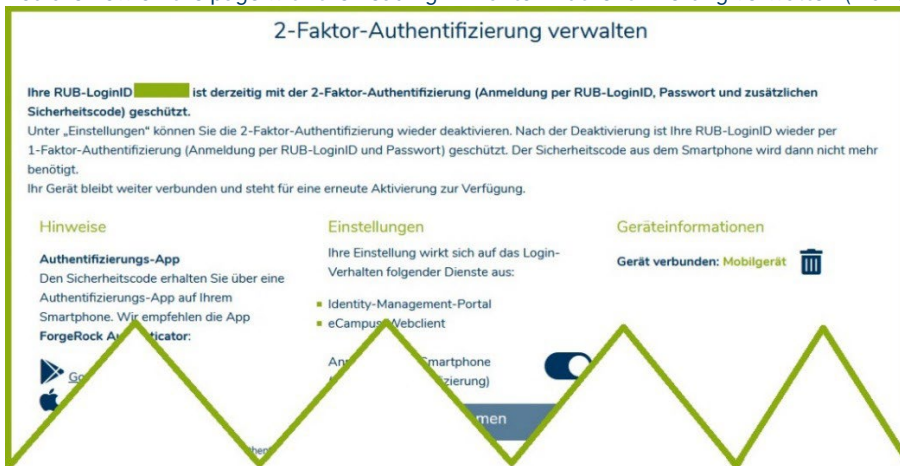 2-Faktor-Authentifizierung verwalten
Ihre RUB-LoginID ist derzeitig mit der 2-Faktor-Authentifizierung (Anmeldung per RUB-LoginID, Passwort und zusätzlichen
Sicherheitscode) geschützt.
Unter „Einstellungen" können Sie die 2-Faktor-Authentifizierung wieder deaktivieren. Nach der Deaktivierung ist Ihre RUB-LoginID wieder per
1-Faktor-Authentifizierung (Anmeldung per RUB-LoginID und Passwort) geschützt. Der Sicherheitscode aus dem Smartphone wird dann nicht mehr
benötigt.
Ihr Gerät bleibt weiter verbunden und steht für eine erneute Aktivierung zur Verfügung.
Hinweise
Authentifizierungs-App
Den Sicherheitscode erhalten Sie über eine
Authentifizierungs-App auf Ihrem
Smartphone. Wir empfehlen die App
ForgeRock
Einstellungen
Ihre Einstellung wirkt sich auf das Login-
Verhalten folgender Dienste aus:
Identity-Management-Portal
eCampus Webclient
Smartphone
Geräteinformationen
Gerät verbunden: Mobilgerät